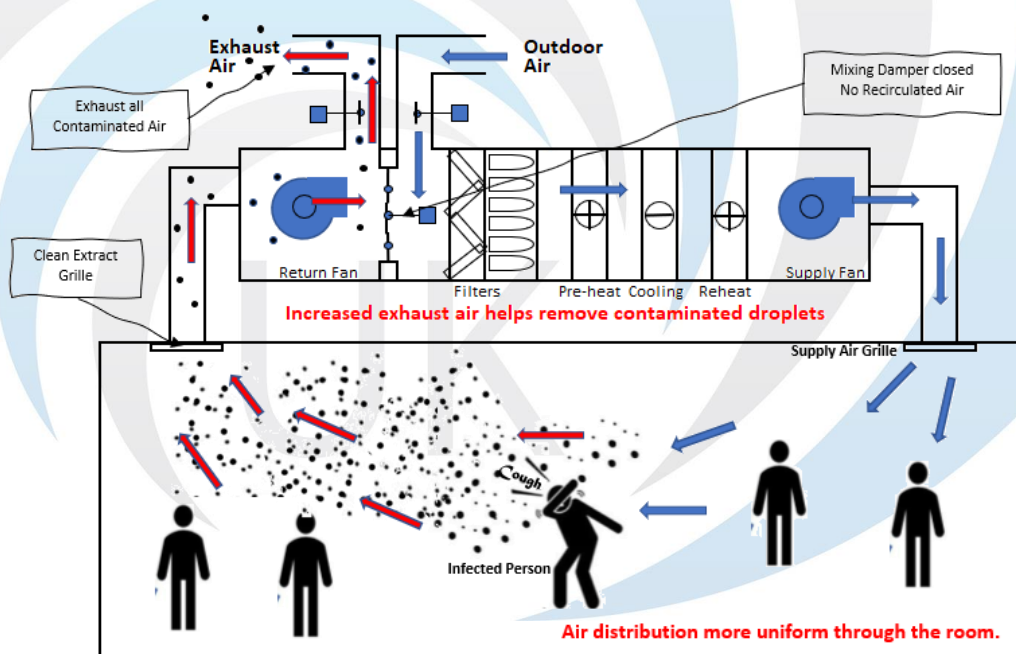 Exhaust
Air
Outdoor
Air
Mixing Damper closed
No Recirculated Air
Exhaust all
Contaminated Air
Clean Extract
Grille
Return Fan
Filters
Pre-heat
Cooling
Reheat
Supply Fan
Increased exhaust air helps remove contaminated droplets
Supply Air Grille
UK
Cough
Infected Person
Air distribution more uniform through the room.